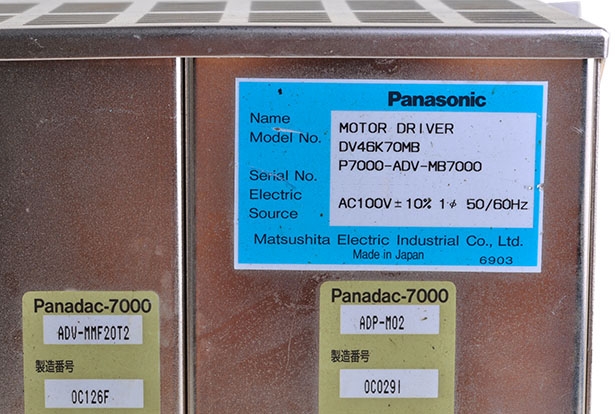 Panasonic
Name MOTOR DRIVER
Model No. DV46K70MB
P7000-ADV-MB7000
Serial No.
Electric
Source AC100V±10% 1φ 50/60Hz
Matsushita Electric Industrial Co., Ltd.
Made in Japan 6903
Panadac-7000
ADV-MMF20T2
製造番号
0C126F
Panadac-7000
ADP-M02
製造番号
0C029I